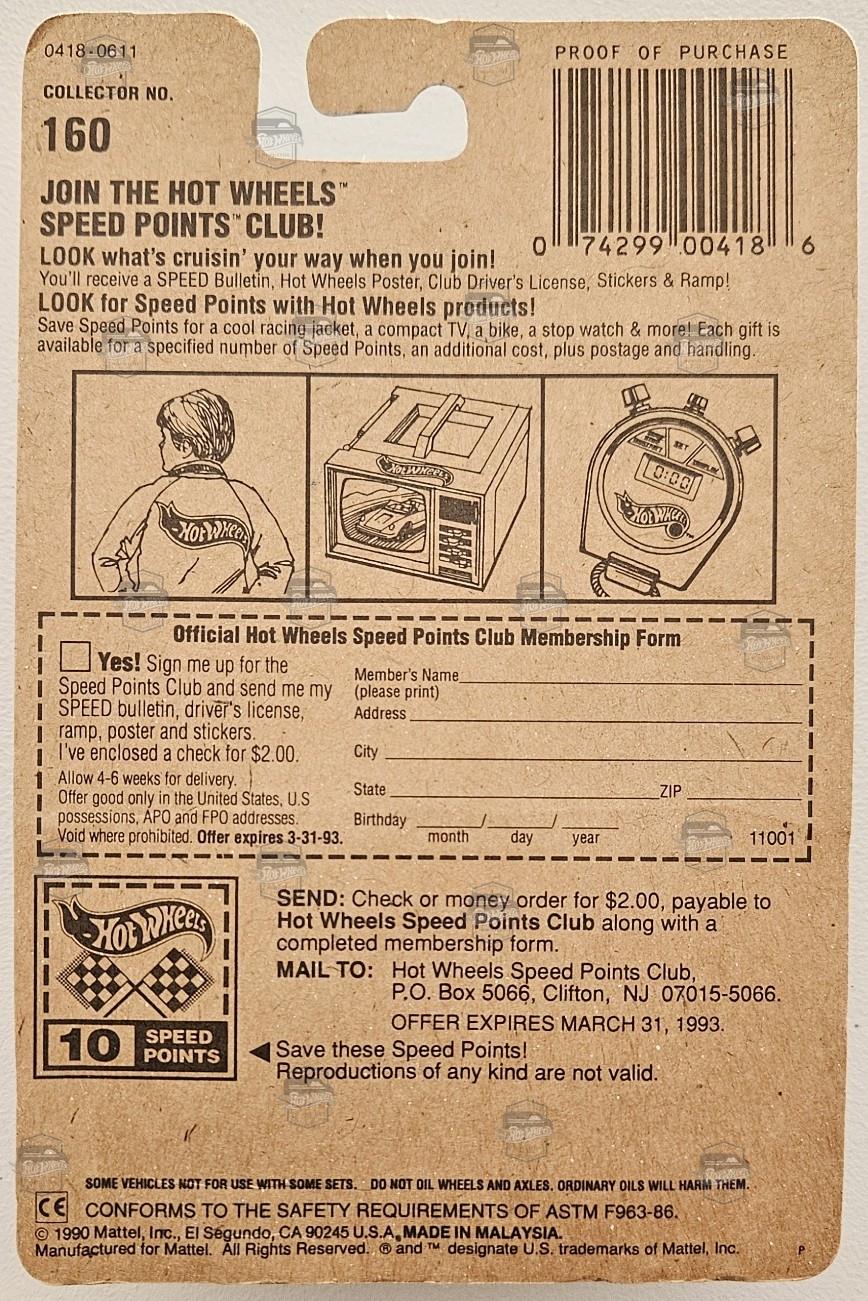 0418-0611
COLLECTOR NO.
160
PROOF OF PURCHASE
0 74299 00418 6
JOIN THE HOT WHEELS™
SPEED POINTS™ CLUB!
LOOK what's cruisin' your way when you join!
You'll receive a SPEED Bulletin, Hot Wheels Poster, Club Driver's License, Stickers & Ramp!
LOOK for Speed Points with Hot Wheels products!
Save Speed Points for a cool racing jacket, a compact TV, a bike, a stop watch & more! Each gift is
available for a specified number of Speed Points, an additional cost, plus postage and handling.
Hot Wheels
Hot Wheels
SET
0:00
Hot Wheels
Official Hot Wheels Speed Points Club Membership Form
Yes! Sign me up for the
Speed Points Club and send me my
SPEED bulletin, driver's license,
ramp, poster and stickers.
I've enclosed a check for $2.00.
Allow 4-6 weeks for delivery.
Offer good only in the United States, U.S
possessions, APO and FPO addresses.
Void where prohibited. Offer expires 3-31-93.
Member's Name
(please print)
Address
City
State ZIP
Birthday / /
month day year
11001
Hot Wheels
10 SPEED
POINTS
SEND: Check or money order for $2.00, payable to
Hot Wheels Speed Points Club along with a
completed membership form.
MAIL TO: Hot Wheels Speed Points Club,
P.O. Box 5066, Clifton, NJ 07015-5066.
OFFER EXPIRES MARCH 31, 1993.
◀ Save these Speed Points!
Reproductions of any kind are not valid.
SOME VEHICLES NOT FOR USE WITH SOME SETS. DO NOT OIL WHEELS AND AXLES. ORDINARY OILS WILL HARM THEM.
CE CONFORMS TO THE SAFETY REQUIREMENTS OF ASTM F963-86.
© 1990 Mattel, Inc., El Segundo, CA 90245 U.S.A. MADE IN MALAYSIA.
Manufactured for Mattel. All Rights Reserved. ® and ™ designate U.S. trademarks of Mattel, Inc.
P